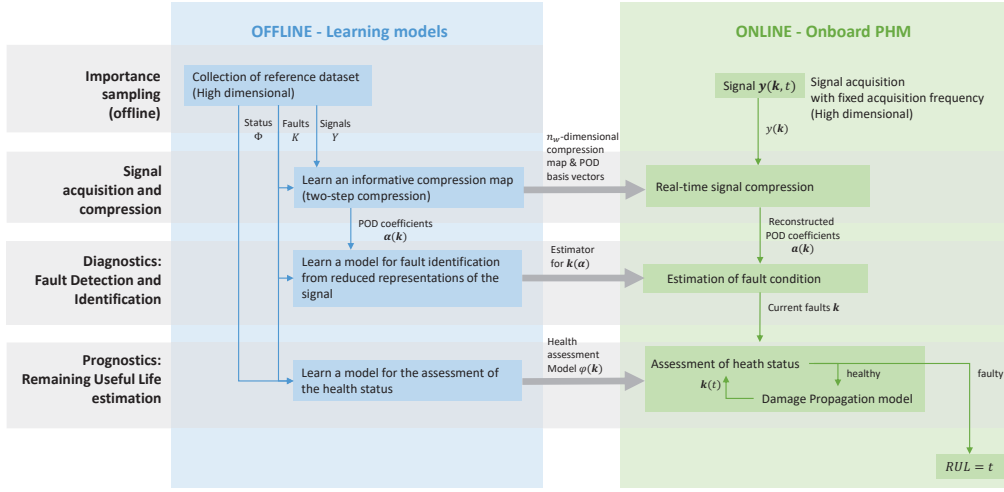 OFFLINE - Learning models
ONLINE - Onboard PHM
Importance
sampling
(offline)
Collection of reference dataset
(High dimensional)
Status
Φ
Faults
K
Signals
Y
Signal y(k, t)
Signal acquisition
with fixed acquisition frequency
(High dimensional)
y(k)
Signal
acquisition and
compression
Learn an informative compression map
(two-step compression)
n_w-dimensional
compression
map & POD
basis vectors
Real-time signal compression
POD coefficients
α(k)
Reconstructed
POD coefficients
α(k)
Diagnostics:
Fault Detection and
Identification
Learn a model for fault identification
from reduced representations of the
signal
Estimator
for k(α)
Estimation of fault condition
Current faults k
Prognostics:
Remaining Useful Life
estimation
Learn a model for the assessment of
the health status
Health
assessment
Model φ(k)
Assessment of heath status
k(t)
healthy
faulty
Damage Propagation model
RUL = t